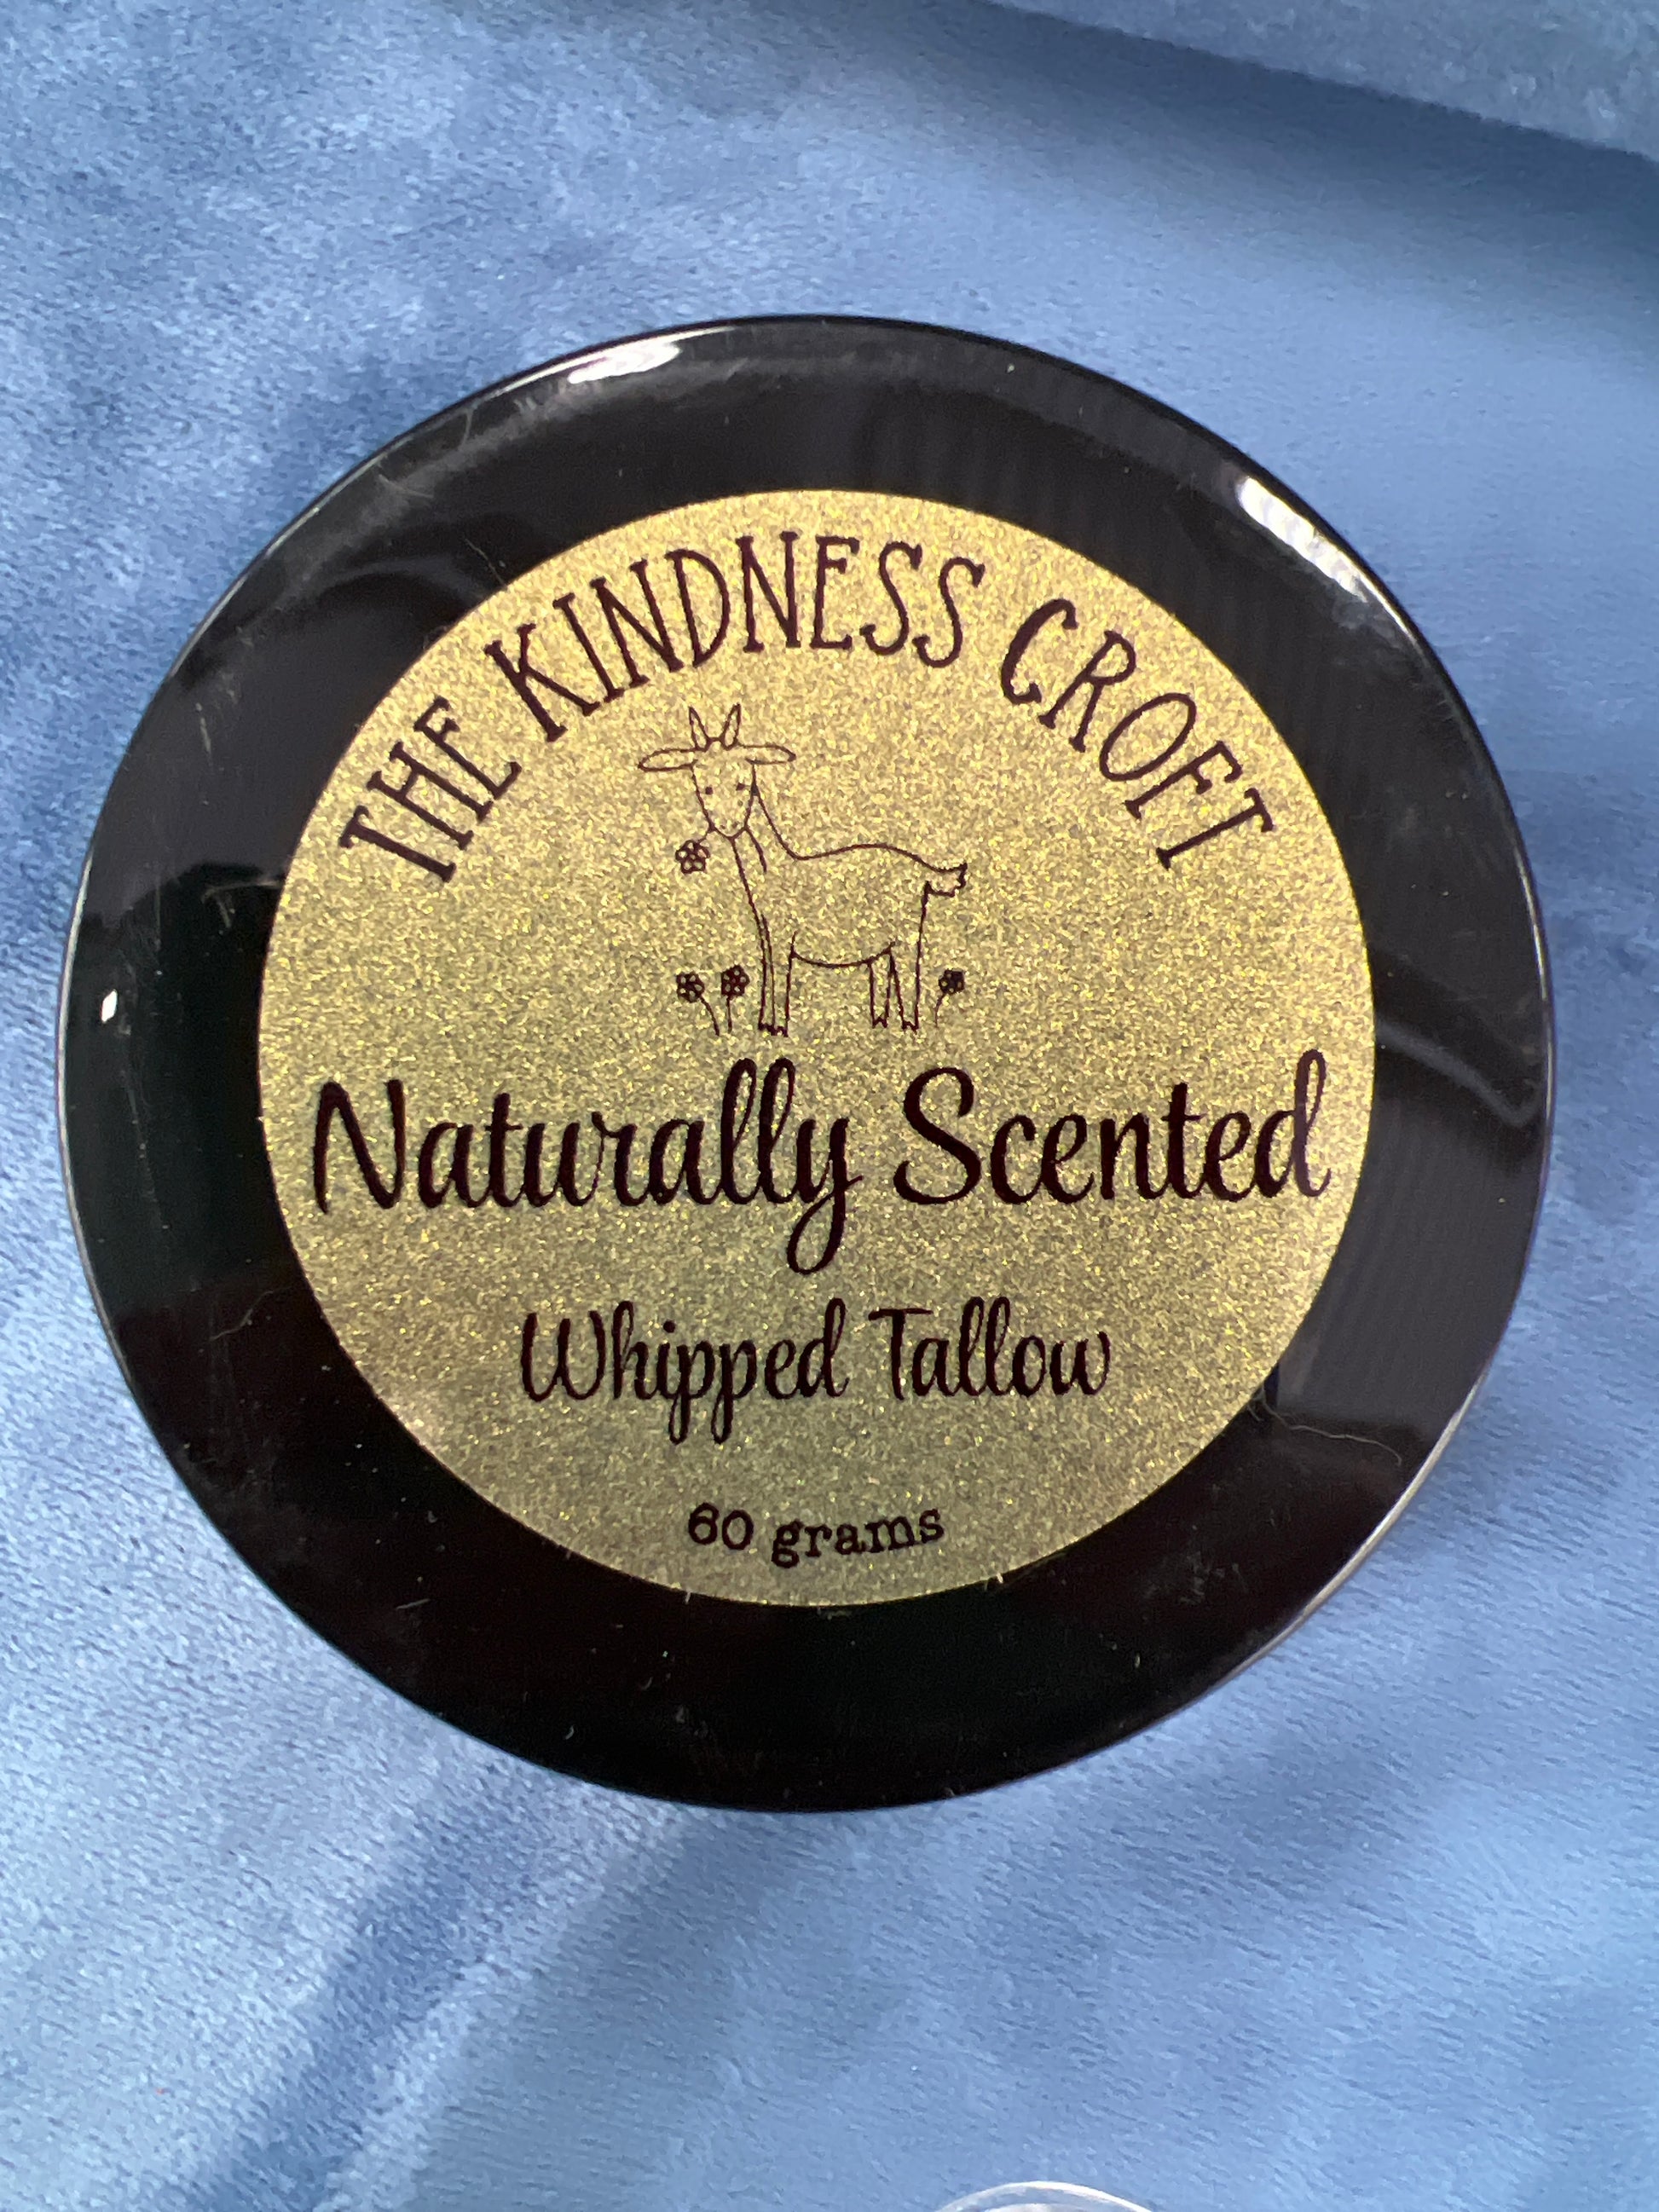 THE KINDNESS CROFT
Naturally Scented
Whipped Tallow
60 grams